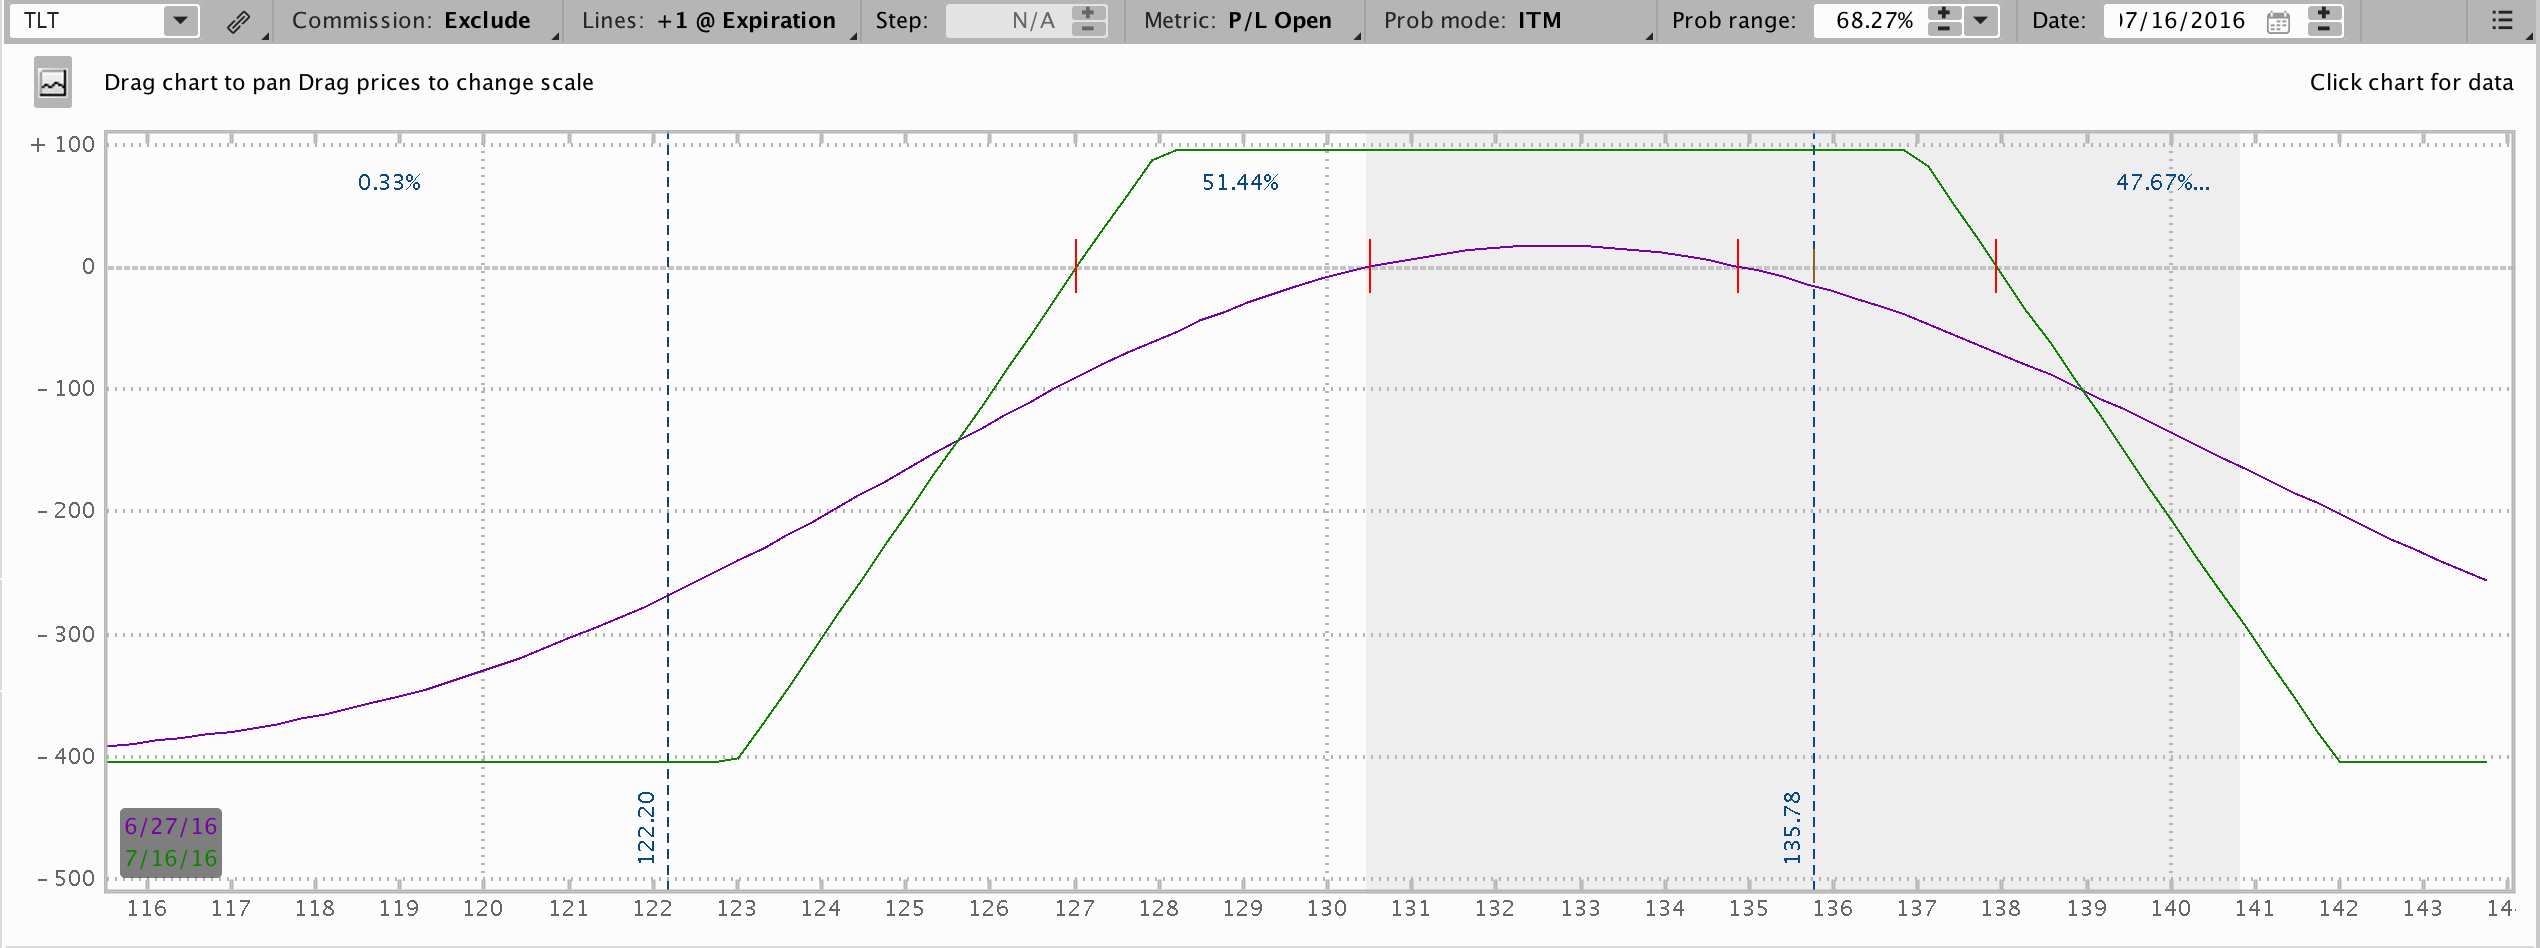 TLT Commission: Exclude Lines: +1 @ Expiration Step: N/A Metric: P/L Open Prob mode: ITM Prob range: 68.27% Date: 07/16/2016
Drag chart to pan Drag prices to change scale Click chart for data
+ 100
0.33% 51.44% 47.67%...
0
- 100
- 200
- 300
- 400
122.20 135.78
6/27/16
7/16/16
- 500
116 117 118 119 120 121 122 123 124 125 126 127 128 129 130 131 132 133 134 135 136 137 138 139 140 141 142 143 14